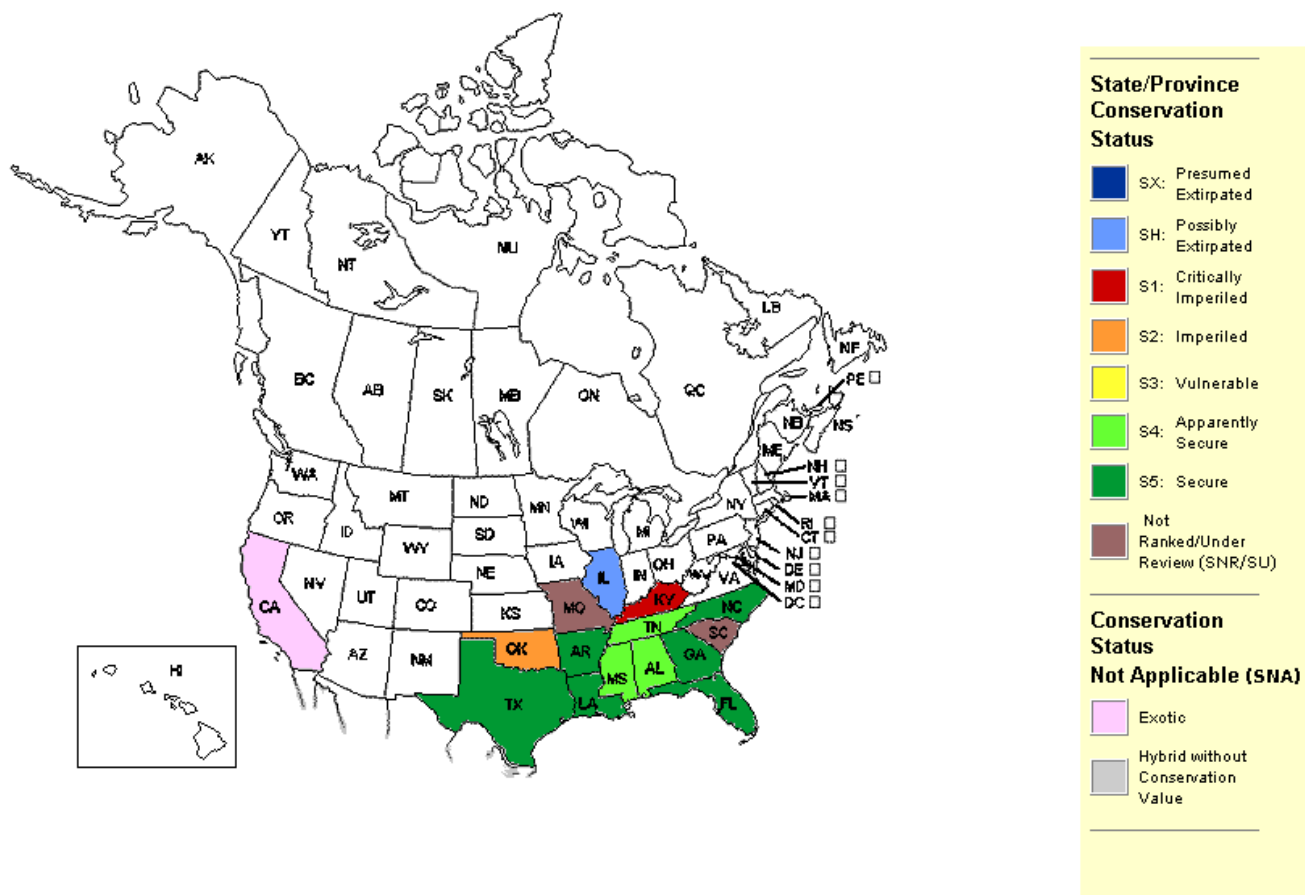 AK
YT
NT
NU
LB
NF
PE
BC
AB
SK
MB
ON
QC
NB
NS
ME
WA
MT
ND
MN
NH
VT
MA
NY
OR
ID
SD
WI
MI
RI
CT
WY
PA
NJ
IA
OH
NE
IL
IN
WV
VA
DE
MD
DC
NV
UT
CO
KS
MO
KY
CA
NC
TN
SC
OK
AR
AZ
NM
GA
MS
AL
HI
TX
LA
FL
State/Province
Conservation
Status
SX: Presumed
Extirpated
SH: Possibly
Extirpated
S1: Critically
Imperiled
S2: Imperiled
S3: Vulnerable
S4: Apparently
Secure
S5: Secure
Not
Ranked/Under
Review (SNR/SU)
Conservation
Status
Not Applicable (SNA)
Exotic
Hybrid without
Conservation
Value